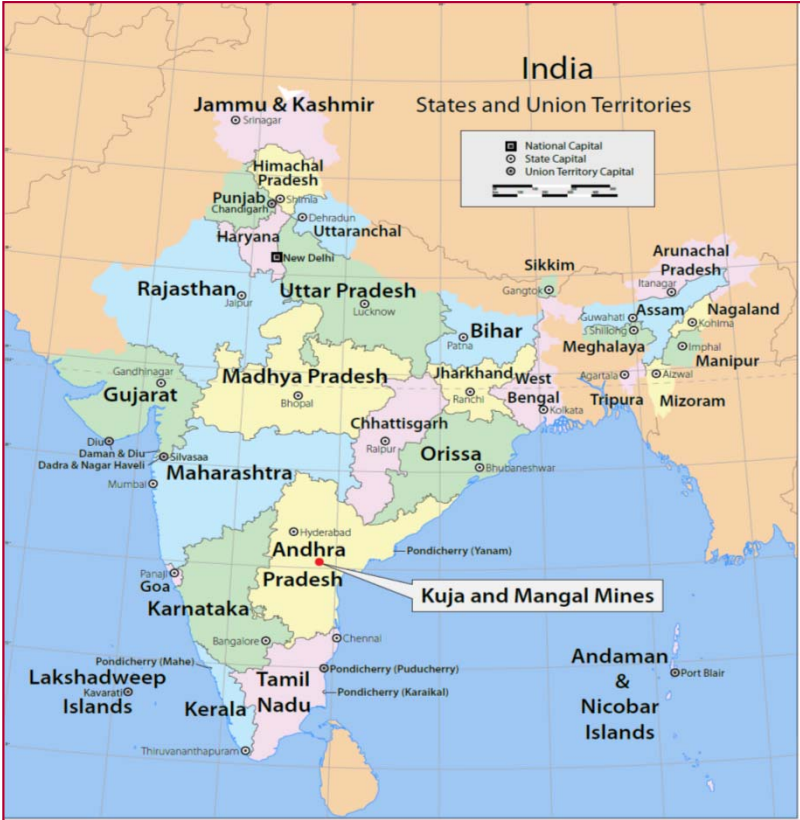 India
States and Union Territories
National Capital
State Capital
Union Territory Capital
Jammu & Kashmir
Srinagar
Himachal
Pradesh
Shimla
Punjab
Chandigarh
Dehradun
Uttaranchal
Haryana
New Delhi
Rajasthan
Jaipur
Uttar Pradesh
Lucknow
Sikkim
Gangtok
Arunachal
Pradesh
Itanagar
Assam
Guwahati
Shillong
Nagaland
Kohima
Meghalaya
Imphal
Manipur
Bihar
Patna
Agartala
Aizwal
Tripura
Mizoram
Gandhinagar
Gujarat
Madhya Pradesh
Bhopal
Jharkhand
Ranchi
West
Bengal
Kolkata
Chhattisgarh
Raipur
Orissa
Bhubaneshwar
Diu
Daman & Diu
Dadra & Nagar Haveli
Silvasaa
Maharashtra
Mumbai
Hyderabad
Andhra
Pradesh
Pondicherry (Yanam)
Kuja and Mangal Mines
Panaji
Goa
Karnataka
Bangalore
Chennai
Pondicherry (Mahe)
Pondicherry (Puducherry)
Pondicherry (Karaikal)
Lakshadweep
Kavarati
Islands
Kerala
Tamil
Nadu
Thiruvananthapuram
Andaman
&
Nicobar
Islands
Port Blair